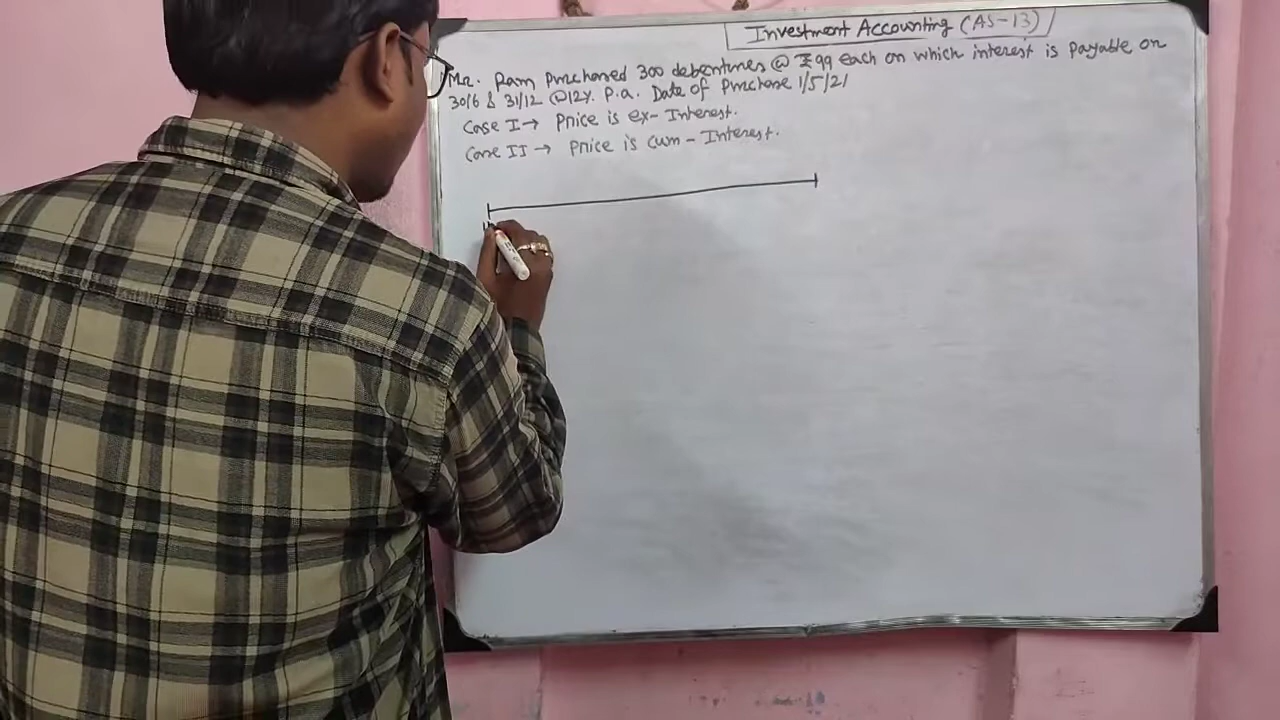 Investment Accounting (AS-13)
Mr. Ram purchased 300 debentures @ ₹99 each on which interest is payable on
30/6 & 31/12 @12% p.a. Date of Purchase 1/5/21
Case I → Price is ex-Interest.
Case II → Price is cum-Interest.